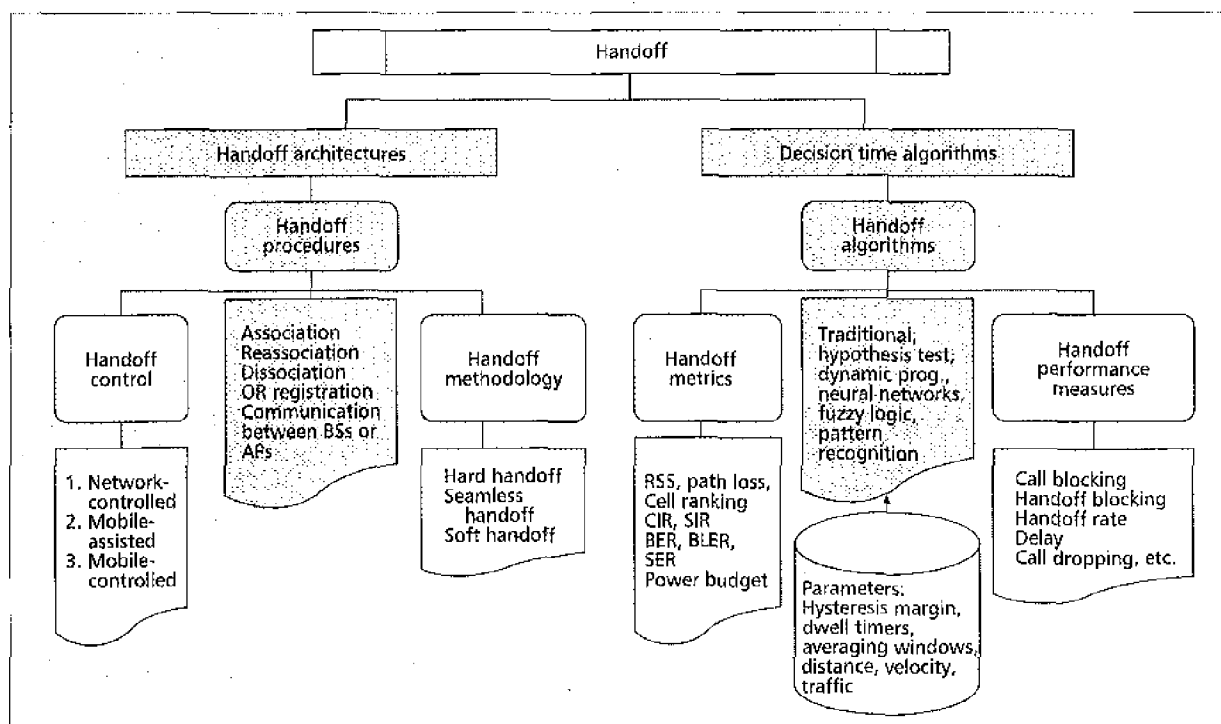 Handoff
Handoff architectures
Decision time algorithms
Handoff
procedures
Handoff
algorithms
Handoff
control
Association
Reassociation
Dissociation
OR registration
Communication
between BSs or
APs
Handoff
methodology
Handoff
metrics
Traditional,
hypothesis test,
dynamic prog.,
neural networks,
fuzzy logic,
pattern
recognition
Handoff
performance
measures
1. Network-
controlled
2. Mobile-
assisted
3. Mobile-
controlled
Hard handoff
Seamless
handoff
Soft handoff
RSS, path loss,
Cell ranking
CIR, SIR
BER, BLER,
SER
Power budget
Parameters:
Hysteresis margin,
dwell timers,
averaging windows,
distance, velocity,
traffic
Call blocking
Handoff blocking
Handoff rate
Delay
Call dropping, etc.